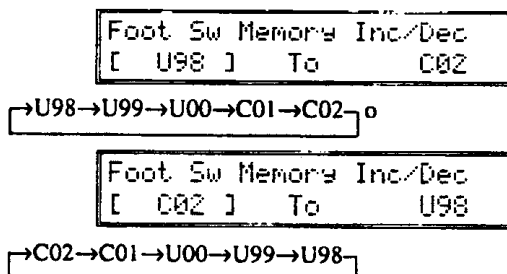 Foot Sw Memory Inc/Dec
[ U98 ] To C02
→U98→U99→U00→C01→C02 o
Foot Sw Memory Inc/Dec
[ C02 ] To U98
→C02→C01→U00→U99→U98